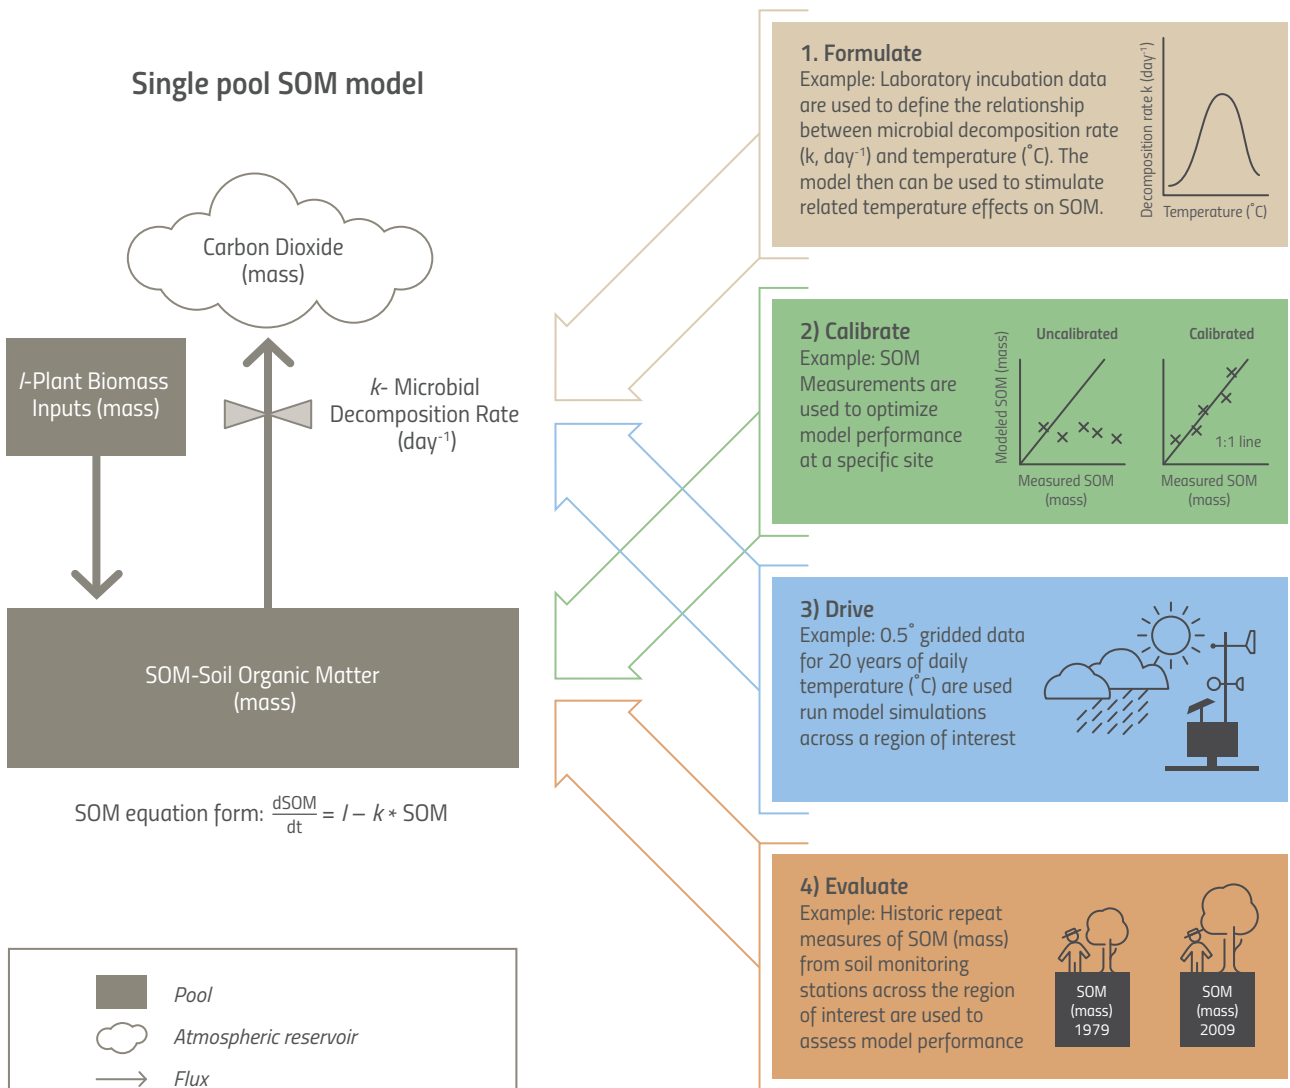 Single pool SOM model
Carbon Dioxide
(mass)
I-Plant Biomass
Inputs (mass)
k- Microbial
Decomposition Rate
(day⁻¹)
SOM-Soil Organic Matter
(mass)
SOM equation form: dSOM/dt = I – k * SOM
Pool
Atmospheric reservoir
Flux
1. Formulate
Example: Laboratory incubation data
are used to define the relationship
between microbial decomposition rate
(k, day⁻¹) and temperature (˚C). The
model then can be used to stimulate
related temperature effects on SOM.
Decomposition rate k (day⁻¹)
Temperature (˚C)
2) Calibrate
Example: SOM
Measurements are
used to optimize
model performance
at a specific site
Uncalibrated
Calibrated
Modeled SOM (mass)
1:1 line
Measured SOM
(mass)
Measured SOM
(mass)
3) Drive
Example: 0.5˚ gridded data
for 20 years of daily
temperature (˚C) are used
run model simulations
across a region of interest
4) Evaluate
Example: Historic repeat
measures of SOM (mass)
from soil monitoring
stations across the region
of interest are used to
assess model performance
SOM
(mass)
1979
SOM
(mass)
2009